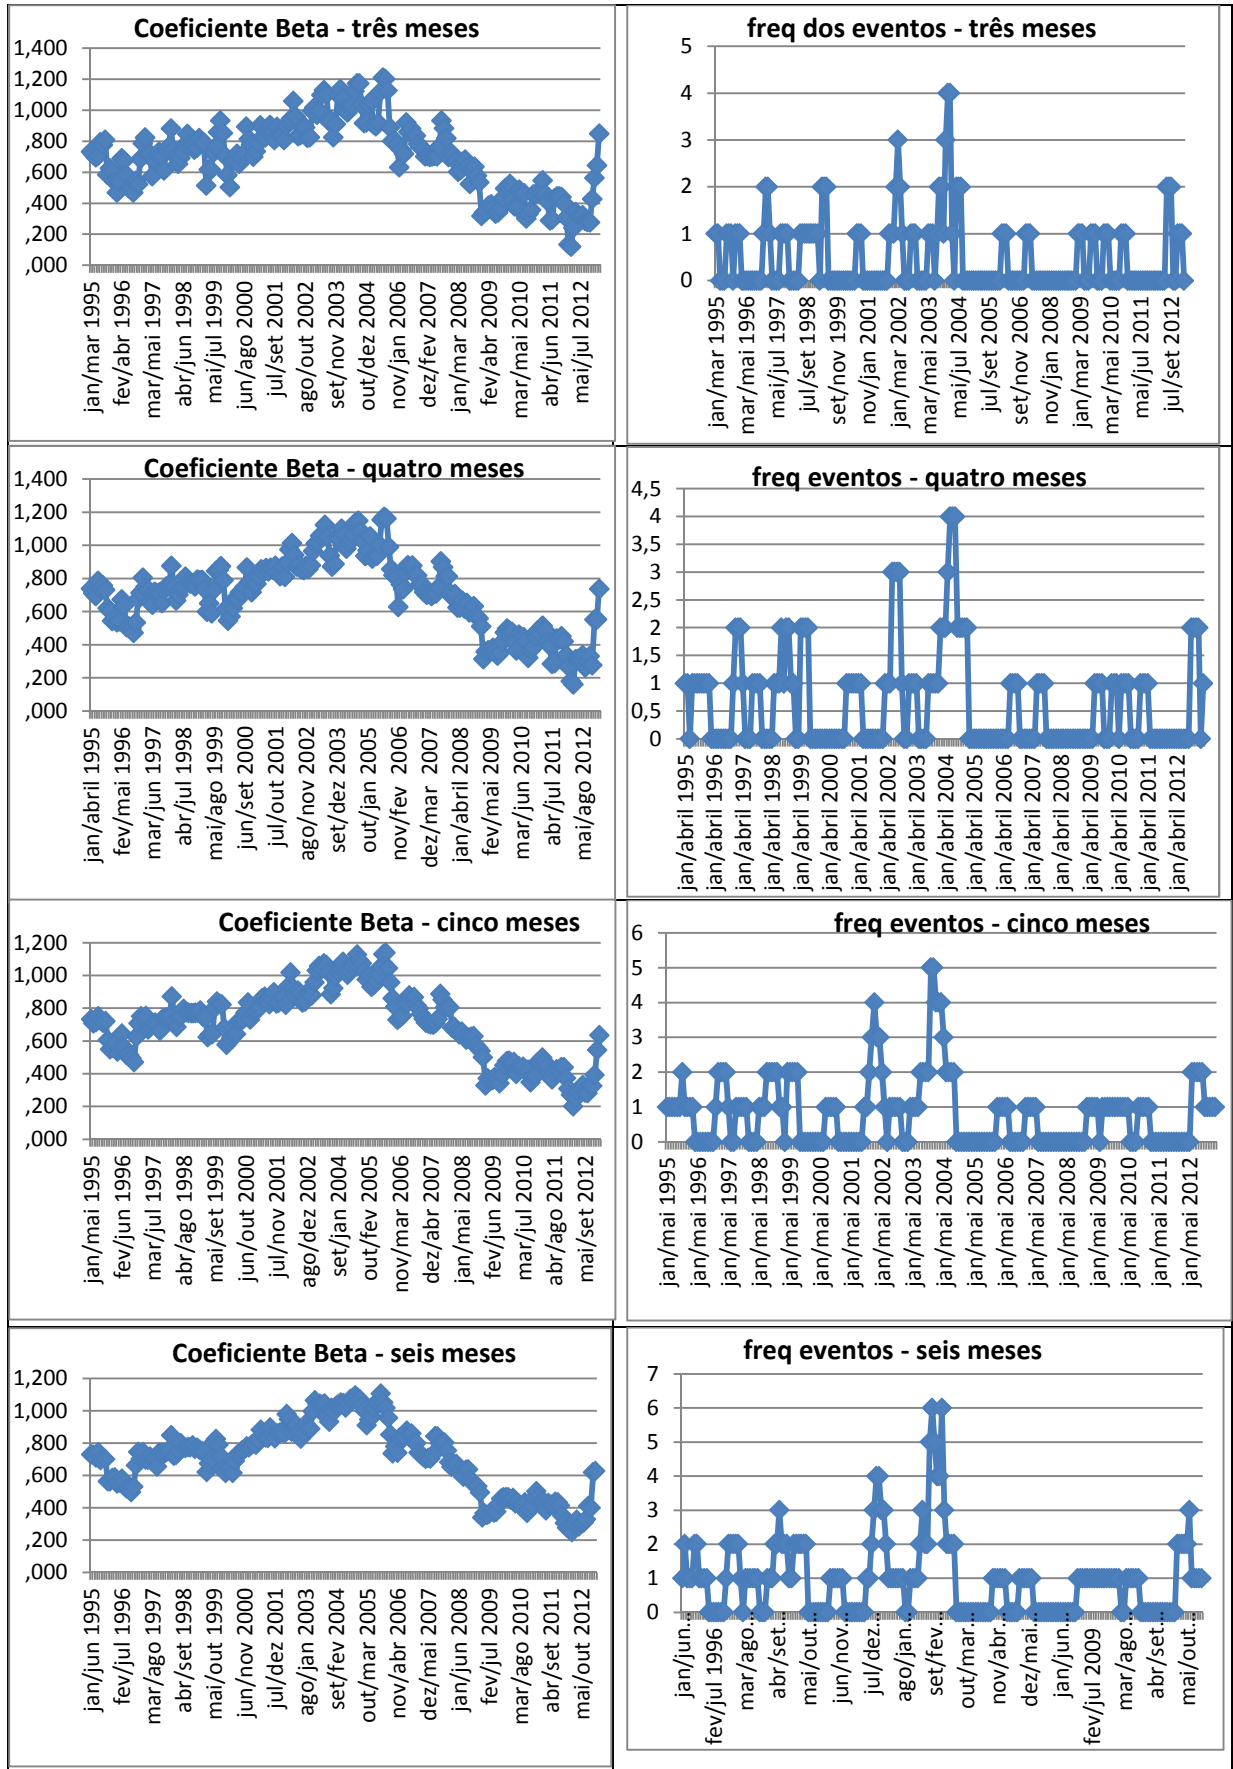 Coeficiente Beta - três meses
1,400
1,200
1,000
,800
,600
,400
,200
,000
jan/mar 1995
fev/abr 1996
mar/mai 1997
abr/jun 1998
mai/jul 1999
jun/ago 2000
jul/set 2001
ago/out 2002
set/nov 2003
out/dez 2004
nov/jan 2006
dez/fev 2007
jan/mar 2008
fev/abr 2009
mar/mai 2010
abr/jun 2011
mai/jul 2012
freq dos eventos - três meses
5
4
3
2
1
0
jan/mar 1995
mar/mai 1996
mai/jul 1997
jul/set 1998
set/nov 1999
nov/jan 2001
jan/mar 2002
mar/mai 2003
mai/jul 2004
jul/set 2005
set/nov 2006
nov/jan 2008
jan/mar 2009
mar/mai 2010
mai/jul 2011
jul/set 2012
Coeficiente Beta - quatro meses
1,400
1,200
1,000
,800
,600
,400
,200
,000
jan/abril 1995
fev/mai 1996
mar/jun 1997
abr/jul 1998
mai/ago 1999
jun/set 2000
jul/out 2001
ago/nov 2002
set/dez 2003
out/jan 2005
nov/fev 2006
dez/mar 2007
jan/abril 2008
fev/mai 2009
mar/jun 2010
abr/jul 2011
mai/ago 2012
freq eventos - quatro meses
4,5
4
3,5
3
2,5
2
1,5
1
0,5
0
jan/abril 1995
jan/abril 1996
jan/abril 1997
jan/abril 1998
jan/abril 1999
jan/abril 2000
jan/abril 2001
jan/abril 2002
jan/abril 2003
jan/abril 2004
jan/abril 2005
jan/abril 2006
jan/abril 2007
jan/abril 2008
jan/abril 2009
jan/abril 2010
jan/abril 2011
jan/abril 2012
Coeficiente Beta - cinco meses
1,200
1,000
,800
,600
,400
,200
,000
jan/mai 1995
fev/jun 1996
mar/jul 1997
abr/ago 1998
mai/set 1999
jun/out 2000
jul/nov 2001
ago/dez 2002
set/jan 2004
out/fev 2005
nov/mar 2006
dez/abr 2007
jan/mai 2008
fev/jun 2009
mar/jul 2010
abr/ago 2011
mai/set 2012
freq eventos - cinco meses
6
5
4
3
2
1
0
jan/mai 1995
jan/mai 1996
jan/mai 1997
jan/mai 1998
jan/mai 1999
jan/mai 2000
jan/mai 2001
jan/mai 2002
jan/mai 2003
jan/mai 2004
jan/mai 2005
jan/mai 2006
jan/mai 2007
jan/mai 2008
jan/mai 2009
jan/mai 2010
jan/mai 2011
jan/mai 2012
Coeficiente Beta - seis meses
1,200
1,000
,800
,600
,400
,200
,000
jan/jun 1995
fev/jul 1996
mar/ago 1997
abr/set 1998
mai/out 1999
jun/nov 2000
jul/dez 2001
ago/jan 2003
set/fev 2004
out/mar 2005
nov/abr 2006
dez/mai 2007
jan/jun 2008
fev/jul 2009
mar/ago 2010
abr/set 2011
mai/out 2012
freq eventos - seis meses
7
6
5
4
3
2
1
0
jan/jun…
fev/jul 1996
mar/ago…
abr/set…
mai/out…
jun/nov…
jul/dez…
ago/jan…
set/fev…
out/mar…
nov/abr…
dez/mai…
jan/jun…
fev/jul 2009
mar/ago…
abr/set…
mai/out…